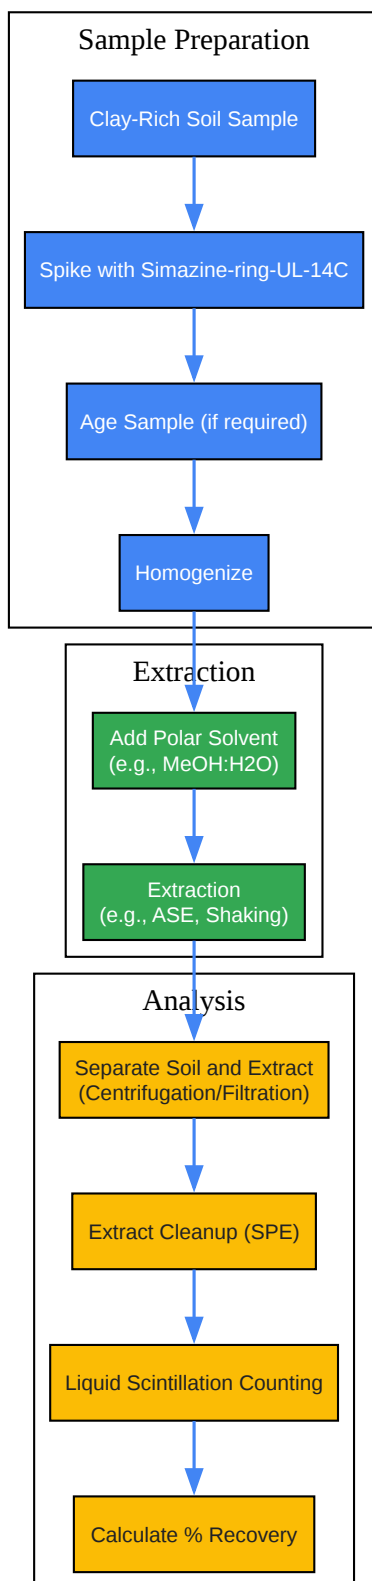 Sample Preparation
Clay-Rich Soil Sample
Spike with Simazine-ring-UL-14C
Age Sample (if required)
Homogenize
Extraction
Add Polar Solvent
(e.g., MeOH:H2O)
Extraction
(e.g., ASE, Shaking)
Analysis
Separate Soil and Extract
(Centrifugation/Filtration)
Extract Cleanup (SPE)
Liquid Scintillation Counting
Calculate % Recovery